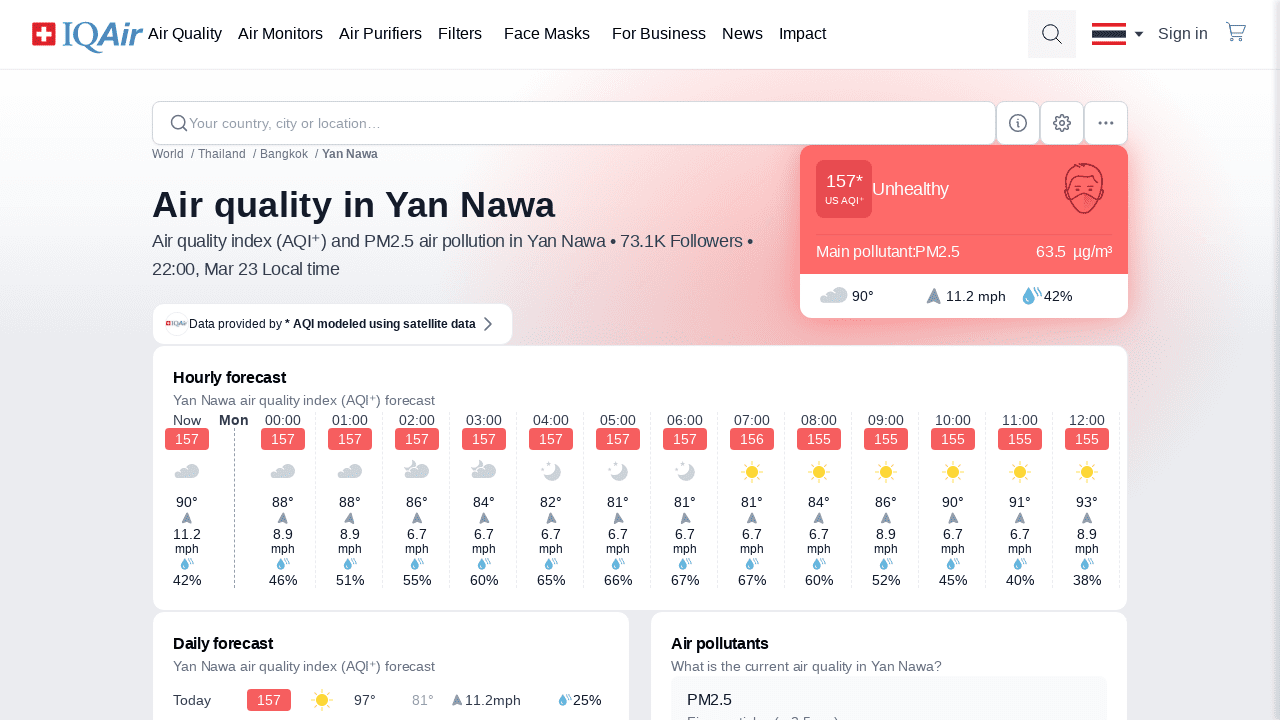 IQAir
Air Quality Air Monitors Air Purifiers Filters Face Masks For Business News Impact Sign in
Your country, city or location…
World / Thailand / Bangkok / Yan Nawa
Air quality in Yan Nawa
Air quality index (AQI⁺) and PM2.5 air pollution in Yan Nawa • 73.1K Followers •
22:00, Mar 23 Local time
157*
US AQI⁺
Unhealthy
Main pollutant:PM2.5 63.5 µg/m³
90° 11.2 mph 42%
IQAir Data provided by * AQI modeled using satellite data
Hourly forecast
Yan Nawa air quality index (AQI⁺) forecast
Now Mon 00:00 01:00 02:00 03:00 04:00 05:00 06:00 07:00 08:00 09:00 10:00 11:00 12:00
157 157 157 157 157 157 157 157 156 155 155 155 155 155
90° 88° 88° 86° 84° 82° 81° 81° 81° 84° 86° 90° 91° 93°
11.2 8.9 8.9 6.7 6.7 6.7 6.7 6.7 6.7 6.7 8.9 6.7 6.7 8.9
mph mph mph mph mph mph mph mph mph mph mph mph mph mph
42% 46% 51% 55% 60% 65% 66% 67% 67% 60% 52% 45% 40% 38%
Daily forecast
Yan Nawa air quality index (AQI⁺) forecast
Today 157 97° 81° 11.2mph 25%
Air pollutants
What is the current air quality in Yan Nawa?
PM2.5